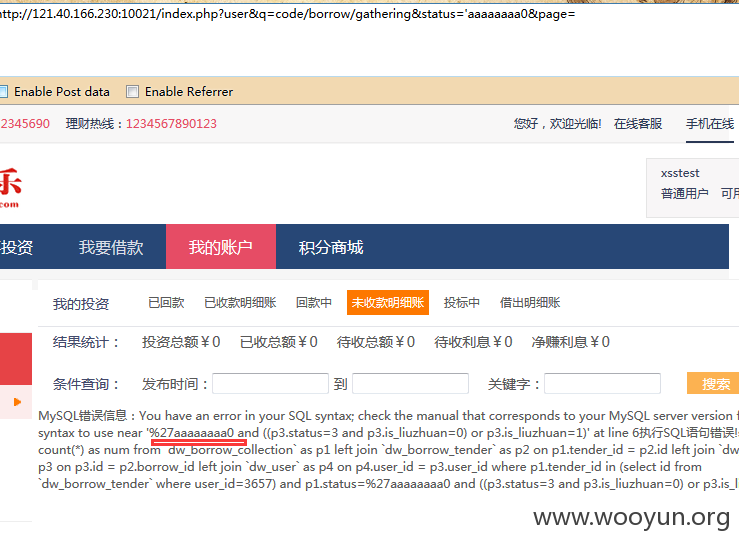 http://121.40.166.230:10021/index.php?user&q=code/borrow/gathering&status='aaaaaaaa0&page=
Enable Post data Enable Referrer
2345690 理财热线：1234567890123 您好，欢迎光临! 在线客服 手机在线
乐
.com
xsstest
普通用户 可用
投资 我要借款 我的账户 积分商城
我的投资 已回款 已收款明细账 回款中 未收款明细账 投标中 借出明细账
结果统计： 投资总额￥0 已收总额￥0 待收总额￥0 待收利息￥0 净赚利息￥0
条件查询： 发布时间： 到 关键字： 搜索
MySQL错误信息：You have an error in your SQL syntax; check the manual that corresponds to your MySQL server version f
syntax to use near '%27aaaaaaaa0 and ((p3.status=3 and p3.is_liuzhuan=0) or p3.is_liuzhuan=1)' at line 6执行SQL语句错误!
count(*) as num from `dw_borrow_collection` as p1 left join `dw_borrow_tender` as p2 on p1.tender_id = p2.id left join `dw
p3 on p3.id = p2.borrow_id left join `dw_user` as p4 on p4.user_id = p3.user_id where p1.tender_id in (select id from
`dw_borrow_tender` where user_id=3657) and p1.status=%27aaaaaaaa0 and ((p3.status=3 and p3.is_liuzhuan=0) or p3.is_l
www.wooyun.org